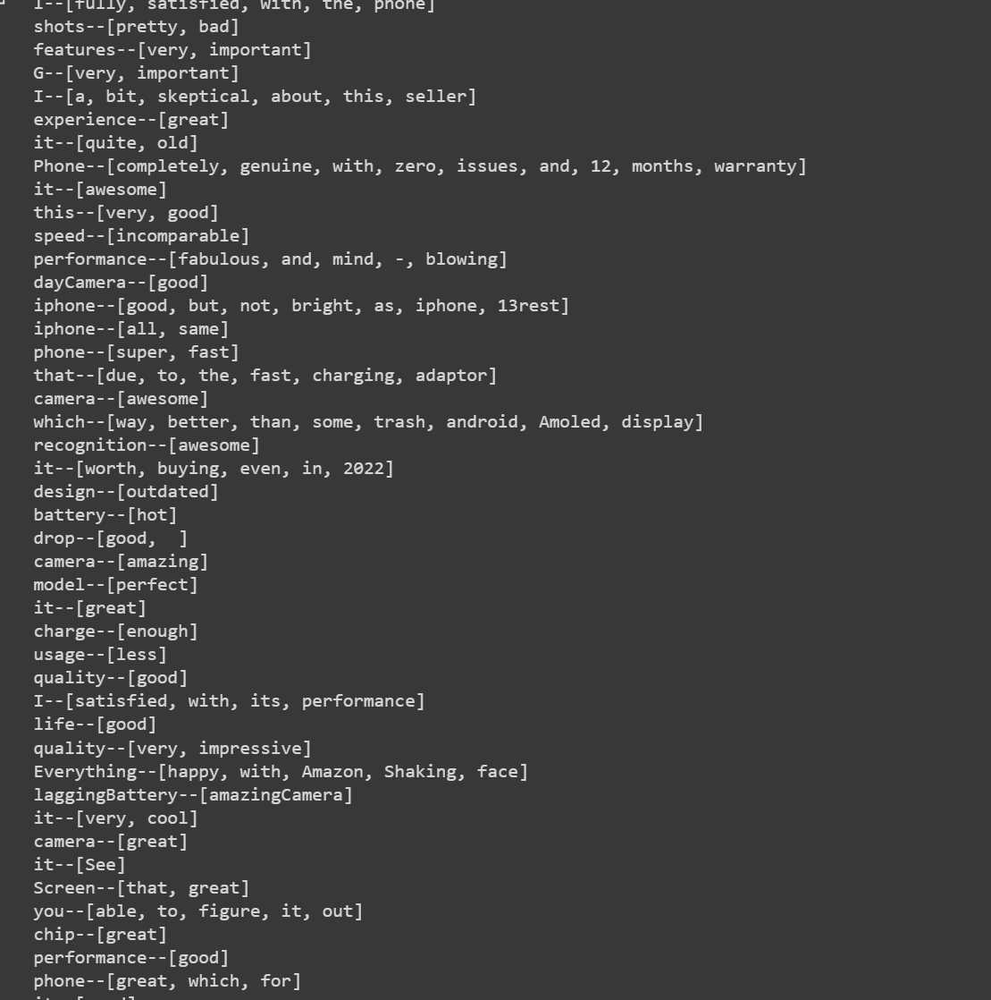 I--[fully, satisfied, with, the, phone]
shots--[pretty, bad]
features--[very, important]
G--[very, important]
I--[a, bit, skeptical, about, this, seller]
experience--[great]
it--[quite, old]
Phone--[completely, genuine, with, zero, issues, and, 12, months, warranty]
it--[awesome]
this--[very, good]
speed--[incomparable]
performance--[fabulous, and, mind, -, blowing]
dayCamera--[good]
iphone--[good, but, not, bright, as, iphone, 13rest]
iphone--[all, same]
phone--[super, fast]
that--[due, to, the, fast, charging, adaptor]
camera--[awesome]
which--[way, better, than, some, trash, android, Amoled, display]
recognition--[awesome]
it--[worth, buying, even, in, 2022]
design--[outdated]
battery--[hot]
drop--[good,  ]
camera--[amazing]
model--[perfect]
it--[great]
charge--[enough]
usage--[less]
quality--[good]
I--[satisfied, with, its, performance]
life--[good]
quality--[very, impressive]
Everything--[happy, with, Amazon, Shaking, face]
laggingBattery--[amazingCamera]
it--[very, cool]
camera--[great]
it--[See]
Screen--[that, great]
you--[able, to, figure, it, out]
chip--[great]
performance--[good]
phone--[great, which, for]